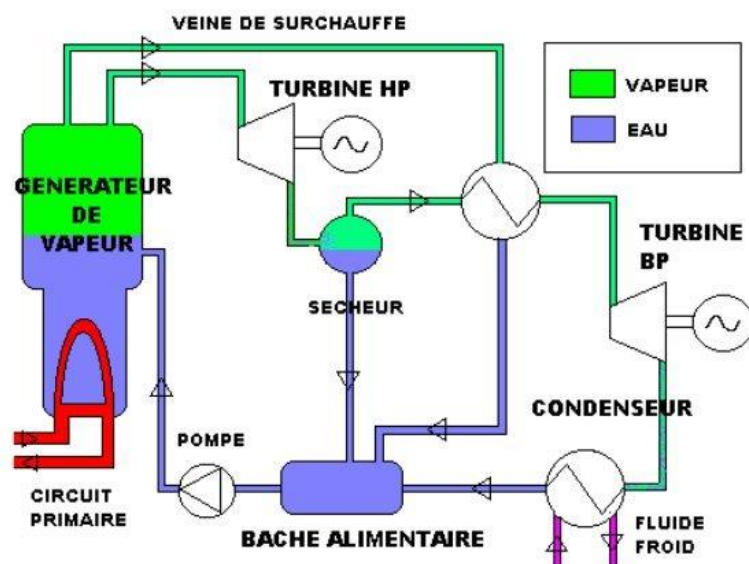 VEINE DE SURCHAUFFE
TURBINE HP
VAPEUR
EAU
GENERATEUR
DE
VAPEUR
TURBINE
BP
SECHEUR
CONDENSEUR
POMPE
CIRCUIT
PRIMAIRE
BACHE ALIMENTAIRE
FLUIDE
FROID